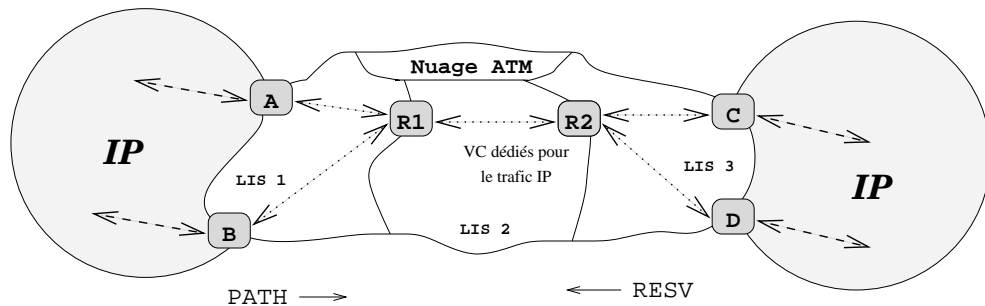 Nuage ATM
A
R1
R2
C
IP
VC dédiés pour
le trafic IP
LIS 1
LIS 3
IP
B
LIS 2
D
PATH
RESV